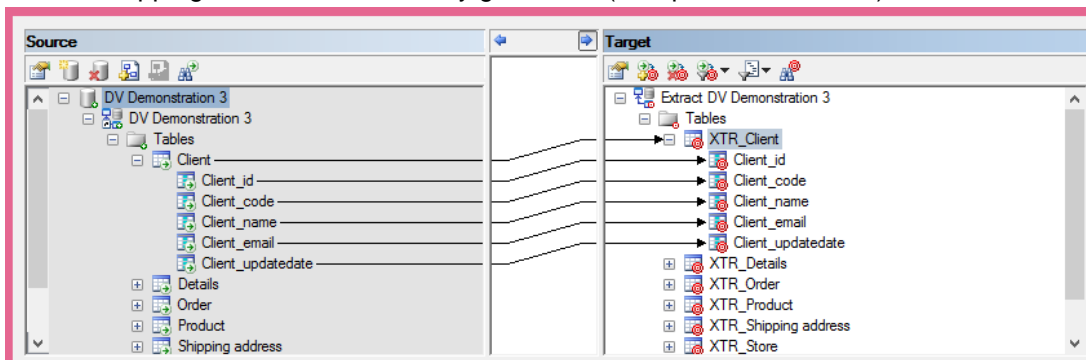 Source
Target
DV Demonstration 3
DV Demonstration 3
Tables
Client
Client_id
Client_code
Client_name
Client_email
Client_updatedate
Details
Order
Product
Shipping address
Extract DV Demonstration 3
Tables
XTR_Client
Client_id
Client_code
Client_name
Client_email
Client_updatedate
XTR_Details
XTR_Order
XTR_Product
XTR_Shipping address
XTR_Store